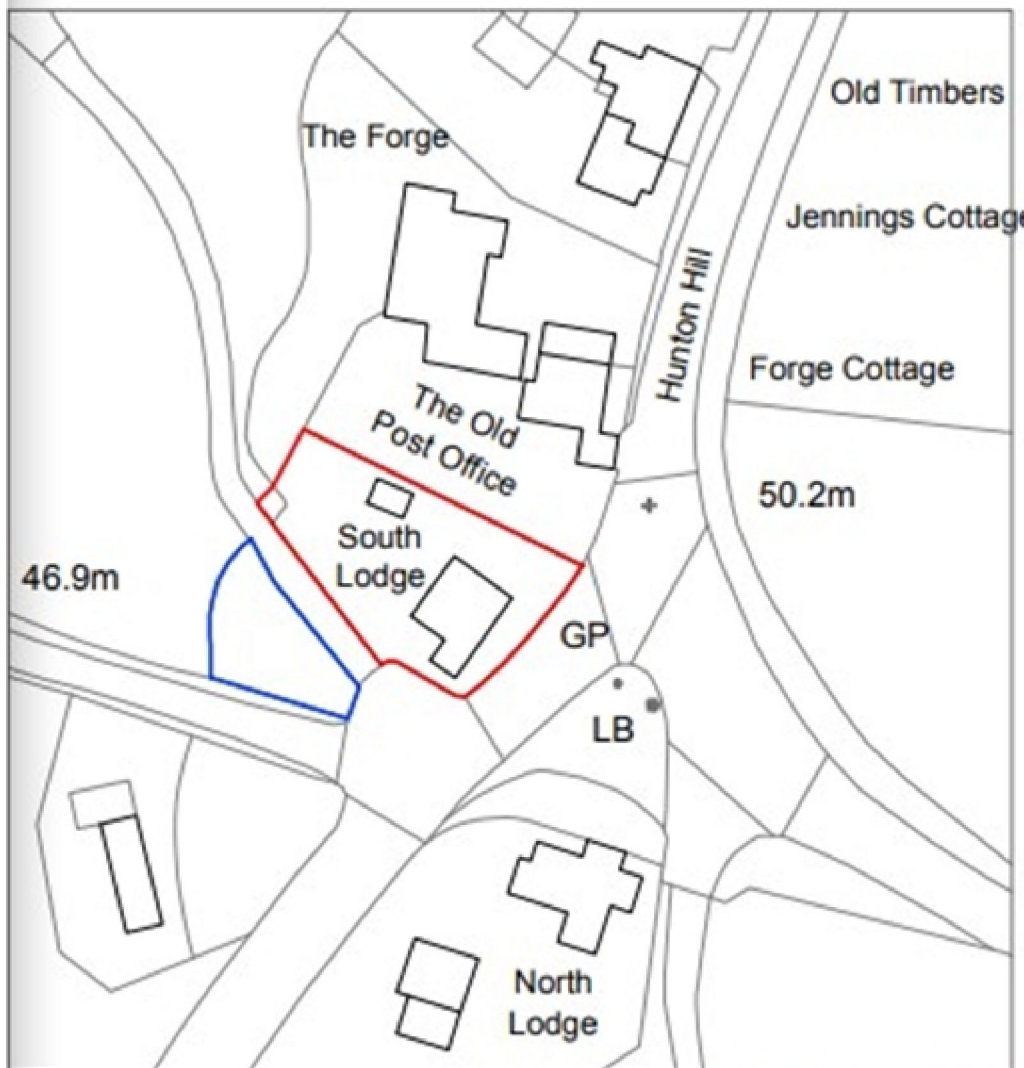 Old Timbers
The Forge
Jennings Cottage
Hunton Hill
Forge Cottage
The Old
Post Office
50.2m
South
Lodge
46.9m
GP
LB
North
Lodge